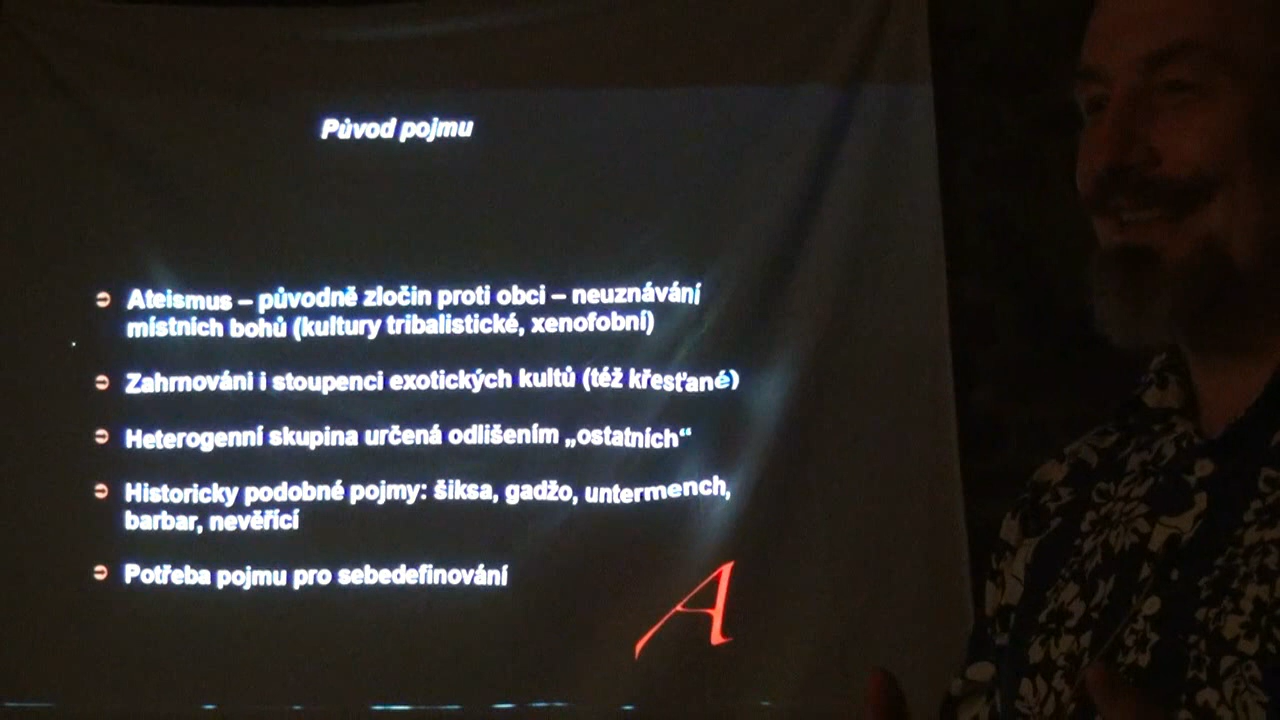 Původ pojmu
Ateismus – původně zločin proti obci – neuznávání
místních bohů (kultury tribalistické, xenofobní)
Zahrnováni i stoupenci exotických kultů (též křesťané)
Heterogenní skupina určená odlišením „ostatních“
Historicky podobné pojmy: šiksa, gadžo, untermench,
barbar, nevěřící
Potřeba pojmu pro sebedefinování
A